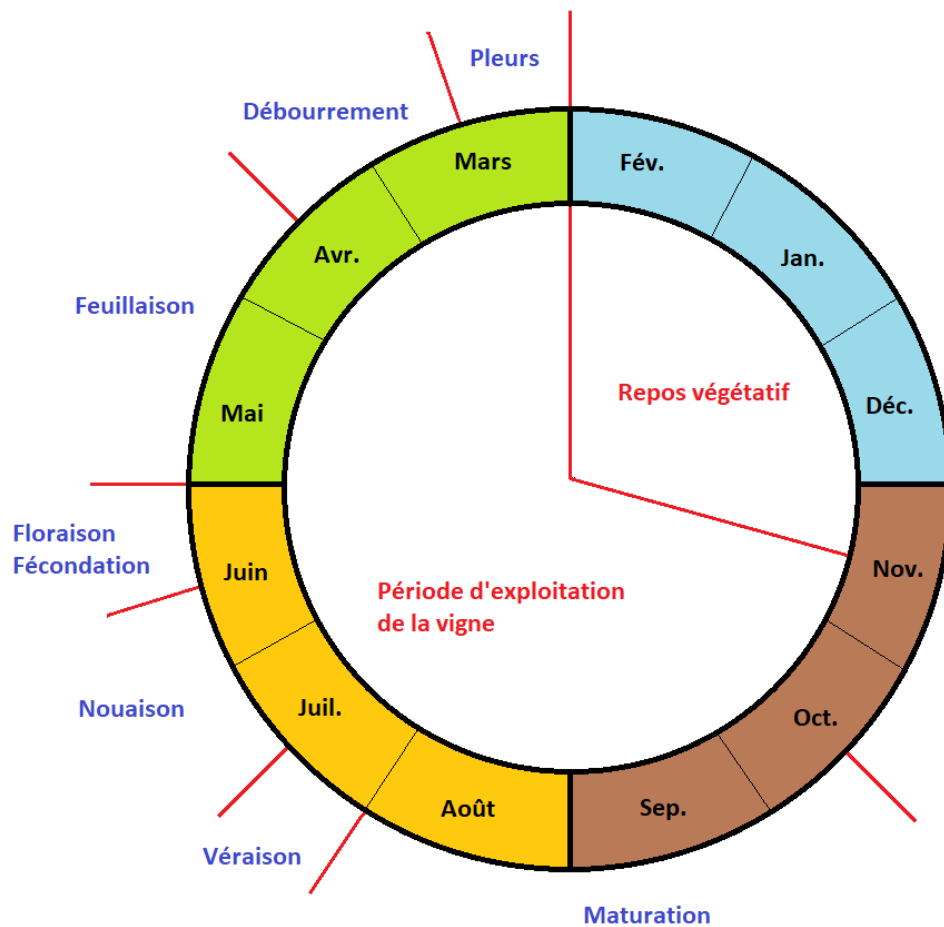 Pleurs
Débourrement
Mars
Fév.
Avr.
Jan.
Feuillaison
Repos végétatif
Mai
Déc.
Floraison
Fécondation
Juin
Nov.
Période d'exploitation
de la vigne
Nouaison
Juil.
Oct.
Août
Sep.
Véraison
Maturation